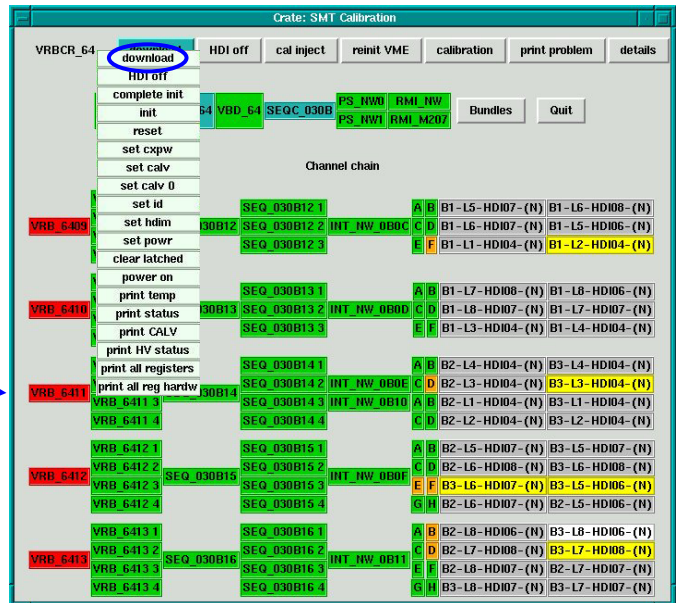 Crate: SMT Calibration
VRBCR_64 HDI off cal inject reinit VME calibration print problem details
download
HDI off
complete init
init
reset
set cxpw
set calv
set calv 0
set id
set hdim
set powr
clear latched
power on
print temp
print status
print CALV
print HV status
print all registers
print all reg hardw
64 VBD_64 SEQC_030B PS_NW0 RMI_NW Bundles Quit
PS_NW1 RMI_M207
Channel chain
SEQ_030B12 1 A B B1-L5-HDI07-(N) B1-L6-HDI08-(N)
VRB_6409 030B12 SEQ_030B12 2 INT_NW_0B0C C D B1-L6-HDI07-(N) B1-L5-HDI06-(N)
SEQ_030B12 3 E F B1-L1-HDI04-(N) B1-L2-HDI04-(N)
SEQ_030B13 1 A B B1-L7-HDI08-(N) B1-L8-HDI06-(N)
VRB_6410 030B13 SEQ_030B13 2 INT_NW_0B0D C D B1-L8-HDI07-(N) B1-L7-HDI07-(N)
SEQ_030B13 3 E F B1-L3-HDI04-(N) B1-L4-HDI04-(N)
SEQ_030B14 1 A B B2-L4-HDI04-(N) B3-L4-HDI04-(N)
VRB_6411 030B14 SEQ_030B14 2 INT_NW_0B0E C D B2-L3-HDI04-(N) B3-L3-HDI04-(N)
VRB_6411 3 SEQ_030B14 3 INT_NW_0B10 A B B2-L1-HDI04-(N) B3-L1-HDI04-(N)
VRB_6411 4 SEQ_030B14 4 C D B2-L2-HDI04-(N) B3-L2-HDI04-(N)
VRB_6412 1 SEQ_030B15 1 A B B2-L5-HDI07-(N) B3-L5-HDI07-(N)
VRB_6412 2 SEQ_030B15 2 C D B2-L6-HDI08-(N) B3-L6-HDI08-(N)
VRB_6412 SEQ_030B15 INT_NW_0B0F
VRB_6412 3 SEQ_030B15 3 E F B3-L6-HDI07-(N) B3-L5-HDI06-(N)
VRB_6412 4 SEQ_030B15 4 G H B2-L6-HDI07-(N) B2-L5-HDI06-(N)
VRB_6413 1 SEQ_030B16 1 A B B2-L8-HDI06-(N) B3-L8-HDI06-(N)
VRB_6413 2 SEQ_030B16 2 C D B2-L7-HDI08-(N) B3-L7-HDI08-(N)
VRB_6413 SEQ_030B16 INT_NW_0B11
VRB_6413 3 SEQ_030B16 3 E F B2-L8-HDI07-(N) B2-L7-HDI07-(N)
VRB_6413 4 SEQ_030B16 4 G H B3-L8-HDI07-(N) B3-L7-HDI07-(N)